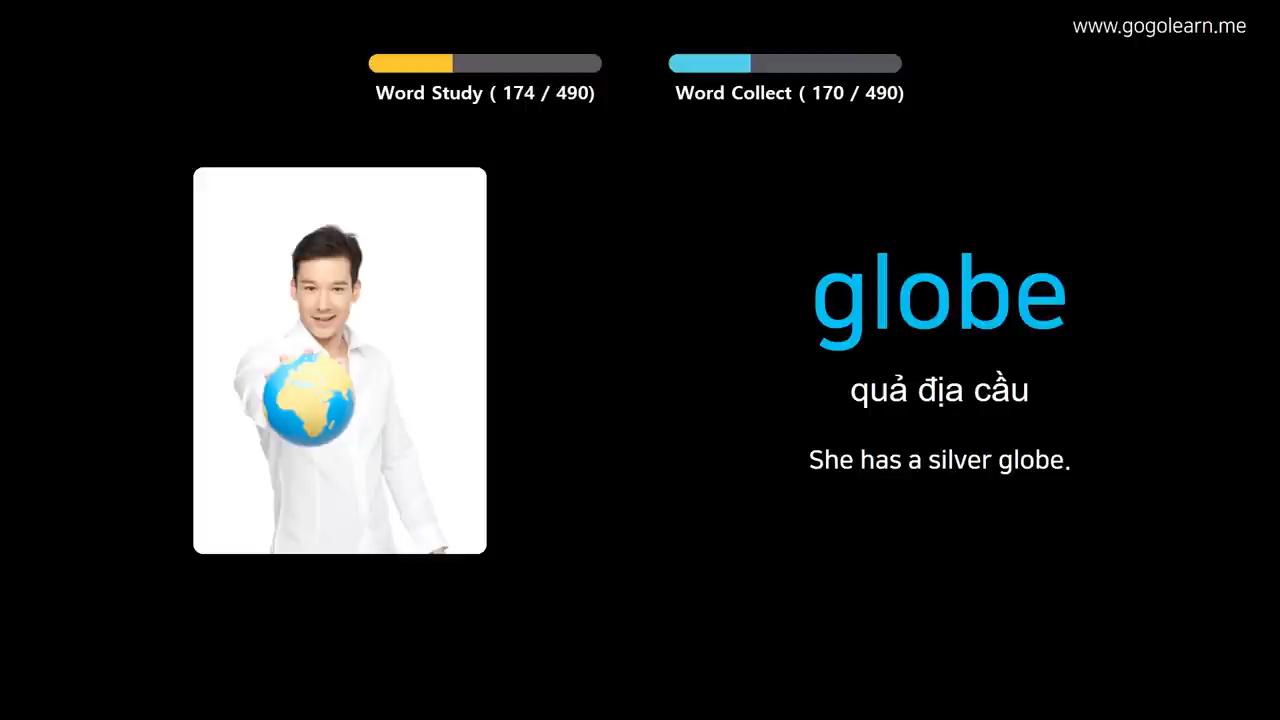 www.gogolearn.me
Word Study ( 174 / 490)
Word Collect ( 170 / 490)
globe
quả địa cầu
She has a silver globe.